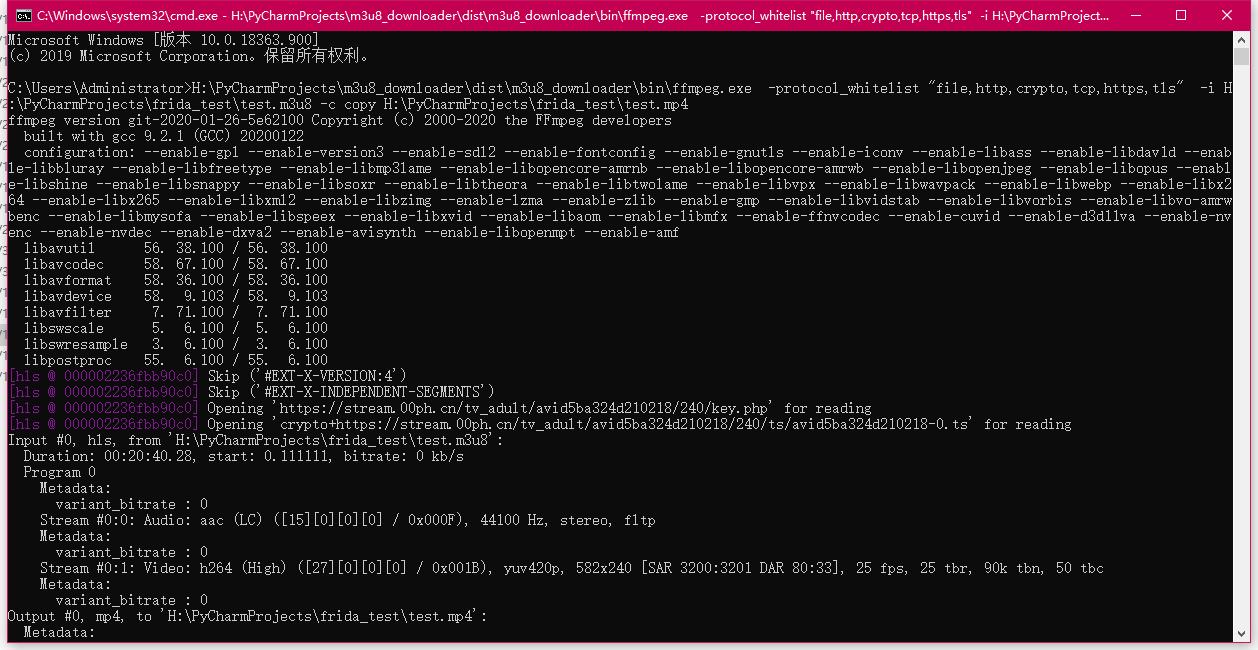 C:\Windows\system32\cmd.exe - H:\PyCharmProjects\m3u8_downloader\dist\m3u8_downloader\bin\ffmpeg.exe  -protocol_whitelist "file,http,crypto,tcp,https,tls"  -i H:\PyCharmProject...
Microsoft Windows [版本 10.0.18363.900]
(c) 2019 Microsoft Corporation。保留所有权利。
C:\Users\Administrator>H:\PyCharmProjects\m3u8_downloader\dist\m3u8_downloader\bin\ffmpeg.exe  -protocol_whitelist "file,http,crypto,tcp,https,tls"  -i H
:\PyCharmProjects\frida_test\test.m3u8 -c copy H:\PyCharmProjects\frida_test\test.mp4
ffmpeg version git-2020-01-26-5e62100 Copyright (c) 2000-2020 the FFmpeg developers
  built with gcc 9.2.1 (GCC) 20200122
  configuration: --enable-gpl --enable-version3 --enable-sdl2 --enable-fontconfig --enable-gnutls --enable-iconv --enable-libass --enable-libdav1d --enab
le-libbluray --enable-libfreetype --enable-libmp3lame --enable-libopencore-amrnb --enable-libopencore-amrwb --enable-libopenjpeg --enable-libopus --enabl
e-libshine --enable-libsnappy --enable-libsoxr --enable-libtheora --enable-libtwolame --enable-libvpx --enable-libwavpack --enable-libwebp --enable-libx2
64 --enable-libx265 --enable-libxml2 --enable-libzimg --enable-lzma --enable-zlib --enable-gmp --enable-libvidstab --enable-libvorbis --enable-libvo-amrw
benc --enable-libmysofa --enable-libspeex --enable-libxvid --enable-libaom --enable-libmfx --enable-ffnvcodec --enable-cuvid --enable-d3d11va --enable-nv
enc --enable-nvdec --enable-dxva2 --enable-avisynth --enable-libopenmpt --enable-amf
  libavutil      56. 38.100 / 56. 38.100
  libavcodec     58. 67.100 / 58. 67.100
  libavformat    58. 36.100 / 58. 36.100
  libavdevice    58.  9.103 / 58.  9.103
  libavfilter     7. 71.100 /  7. 71.100
  libswscale      5.  6.100 /  5.  6.100
  libswresample   3.  6.100 /  3.  6.100
  libpostproc    55.  6.100 / 55.  6.100
[hls @ 000002236fbb90c0] Skip ('#EXT-X-VERSION:4')
[hls @ 000002236fbb90c0] Skip ('#EXT-X-INDEPENDENT-SEGMENTS')
[hls @ 000002236fbb90c0] Opening 'https://stream.00ph.cn/tv_adult/avid5ba324d210218/240/key.php' for reading
[hls @ 000002236fbb90c0] Opening 'crypto+https://stream.00ph.cn/tv_adult/avid5ba324d210218/240/ts/avid5ba324d210218-0.ts' for reading
Input #0, hls, from 'H:\PyCharmProjects\frida_test\test.m3u8':
  Duration: 00:20:40.28, start: 0.111111, bitrate: 0 kb/s
  Program 0
    Metadata:
      variant_bitrate : 0
    Stream #0:0: Audio: aac (LC) ([15][0][0][0] / 0x000F), 44100 Hz, stereo, fltp
    Metadata:
      variant_bitrate : 0
    Stream #0:1: Video: h264 (High) ([27][0][0][0] / 0x001B), yuv420p, 582x240 [SAR 3200:3201 DAR 80:33], 25 fps, 25 tbr, 90k tbn, 50 tbc
    Metadata:
      variant_bitrate : 0
Output #0, mp4, to 'H:\PyCharmProjects\frida_test\test.mp4':
  Metadata: